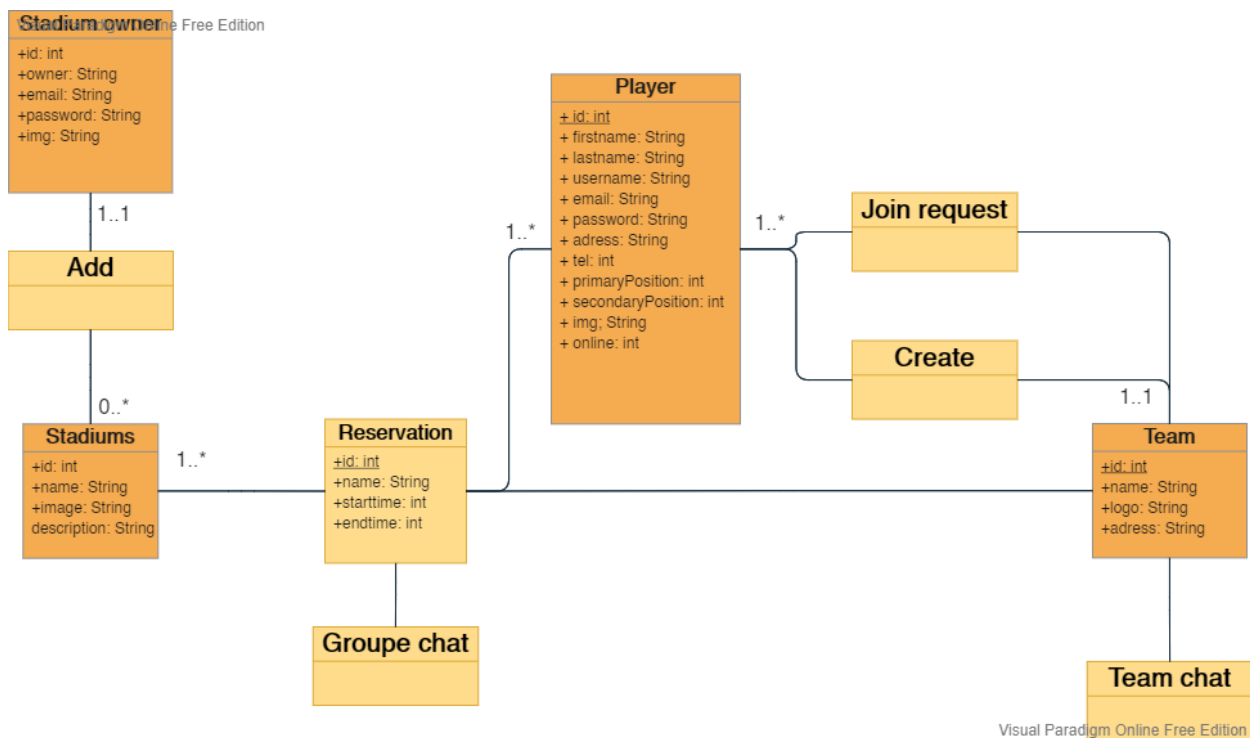 Stadium owner
Visual Paradigm Online Free Edition
+id: int
+owner: String
+email: String
+password: String
+img: String
1..1
Add
0..*
Stadiums
+id: int
+name: String
+image: String
description: String
1..*
Reservation
+id: int
+name: String
+starttime: int
+endtime: int
Groupe chat
1..*
Player
+ id: int
+ firstname: String
+ lastname: String
+ username: String
+ email: String
+ password: String
+ adress: String
+ tel: int
+ primaryPosition: int
+ secondaryPosition: int
+ img; String
+ online: int
1..*
Join request
Create
1..1
Team
+id: int
+name: String
+logo: String
+adress: String
Team chat
Visual Paradigm Online Free Edition